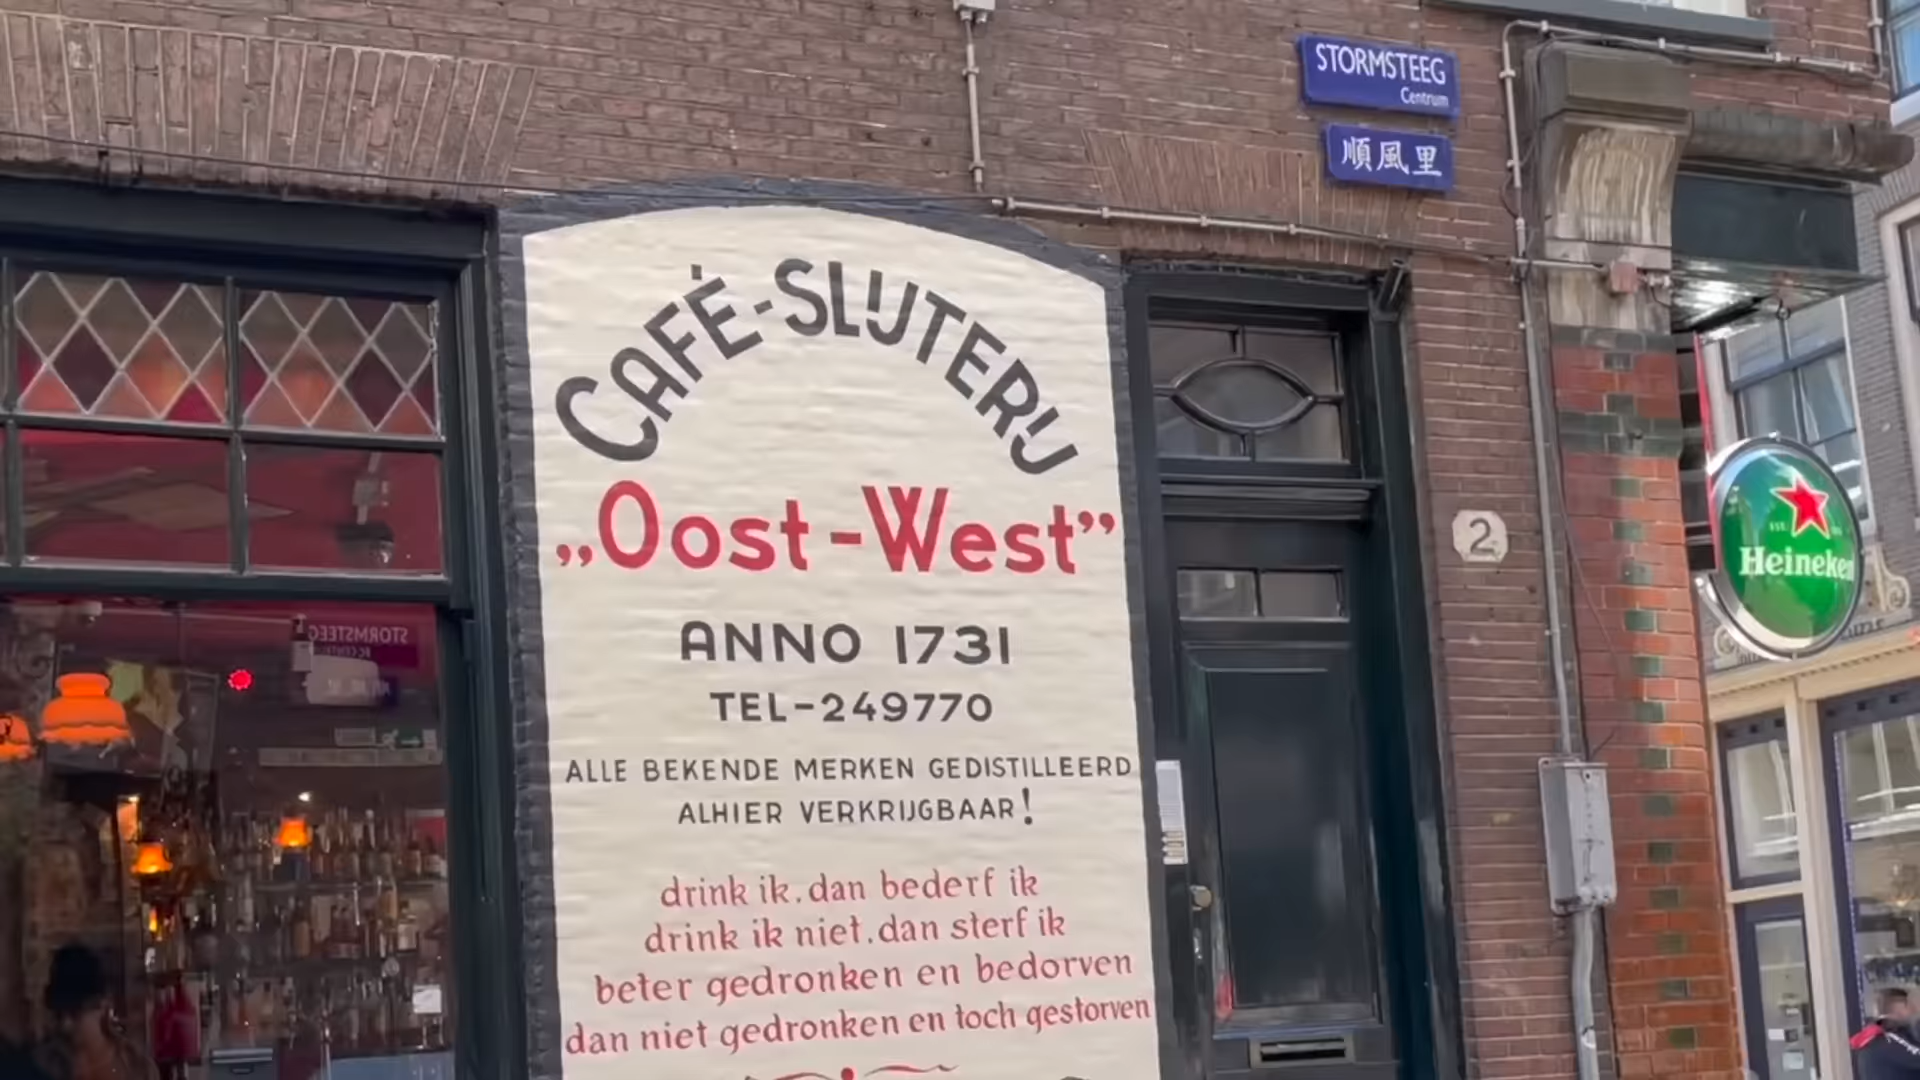 STORMSTEEG
Centrum
順風里
CAFÈ-SLIJTERIJ
„Oost-West”
ANNO 1731
TEL-249770
ALLE BEKENDE MERKEN GEDISTILLEERD
ALHIER VERKRIJGBAAR!
drink ik, dan bederf ik
drink ik niet, dan sterf ik
beter gedronken en bedorven
dan niet gedronken en toch gestorven
2
Heineken
STORMSTEEG